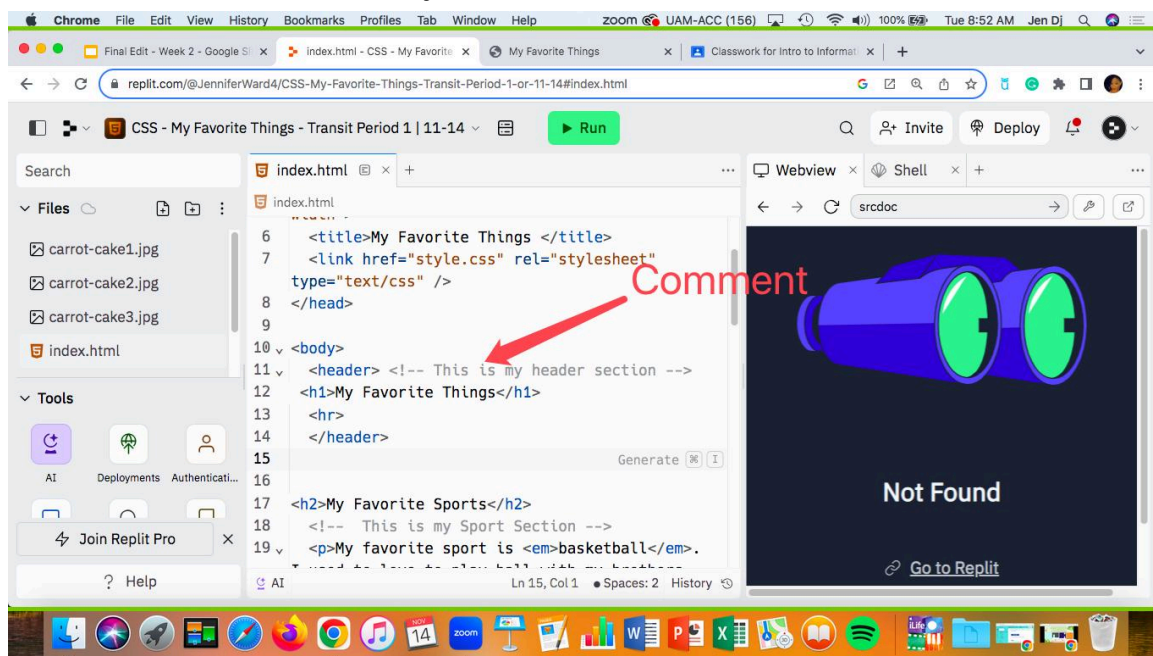 Chrome File Edit View History Bookmarks Profiles Tab Window Help zoom UAM-ACC (156) 100% Tue 8:52 AM Jen Dj
Final Edit - Week 2 - Google S index.html - CSS - My Favorite My Favorite Things Classwork for Intro to Informati
replit.com/@JenniferWard4/CSS-My-Favorite-Things-Transit-Period-1-or-11-14#index.html
CSS - My Favorite Things - Transit Period 1 | 11-14 Run Invite Deploy
Search index.html Webview Shell
Files index.html srcdoc
carrot-cake1.jpg
carrot-cake2.jpg
carrot-cake3.jpg
index.html
Tools
AI Deployments Authenticati...
Join Replit Pro
? Help
6 <title>My Favorite Things </title>
7 <link href="style.css" rel="stylesheet"
type="text/css" />
8 </head>
9
10 <body>
11 <header> <!-- This is my header section -->
12 <h1>My Favorite Things</h1>
13 <hr>
14 </header>
15 Generate ⌘ I
16
17 <h2>My Favorite Sports</h2>
18 <!-- This is my Sport Section -->
19 <p>My favorite sport is <em>basketball</em>.
AI Ln 15, Col 1 Spaces: 2 History
Comment
Not Found
Go to Replit
NOV
14
zoom
iLife